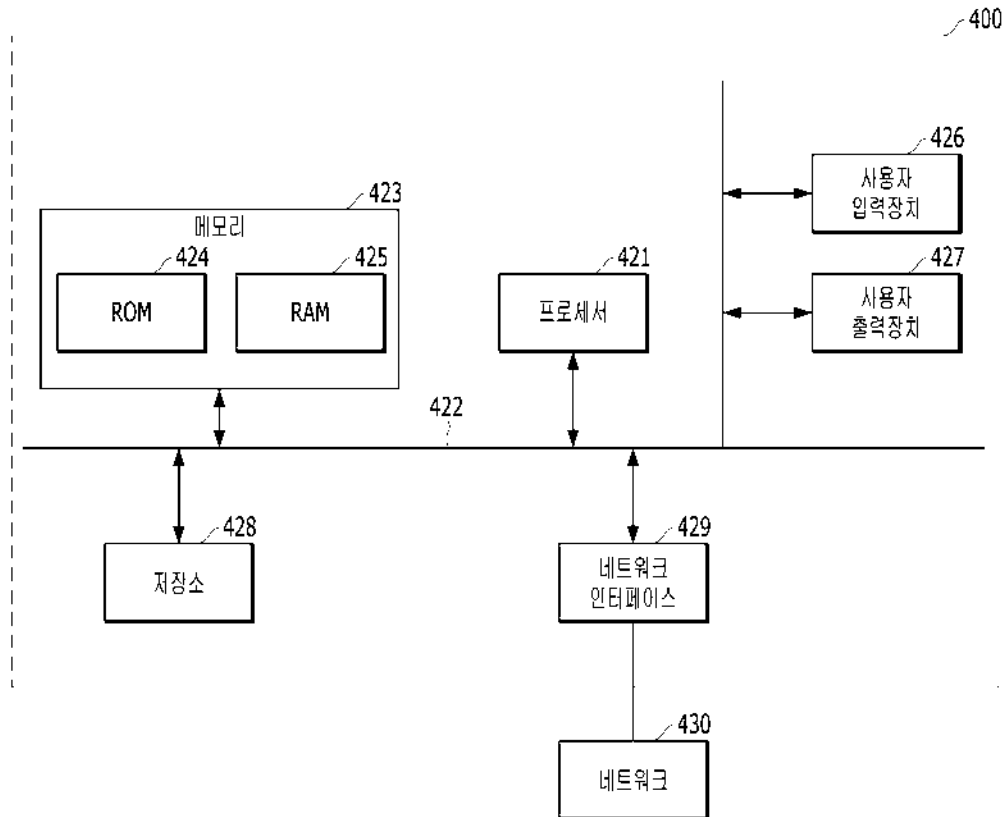 400
426
사용자
입력장치
423
메모리
424
ROM
425
RAM
421
프로세서
427
사용자
출력장치
422
428
저장소
429
네트워크
인터페이스
430
네트워크